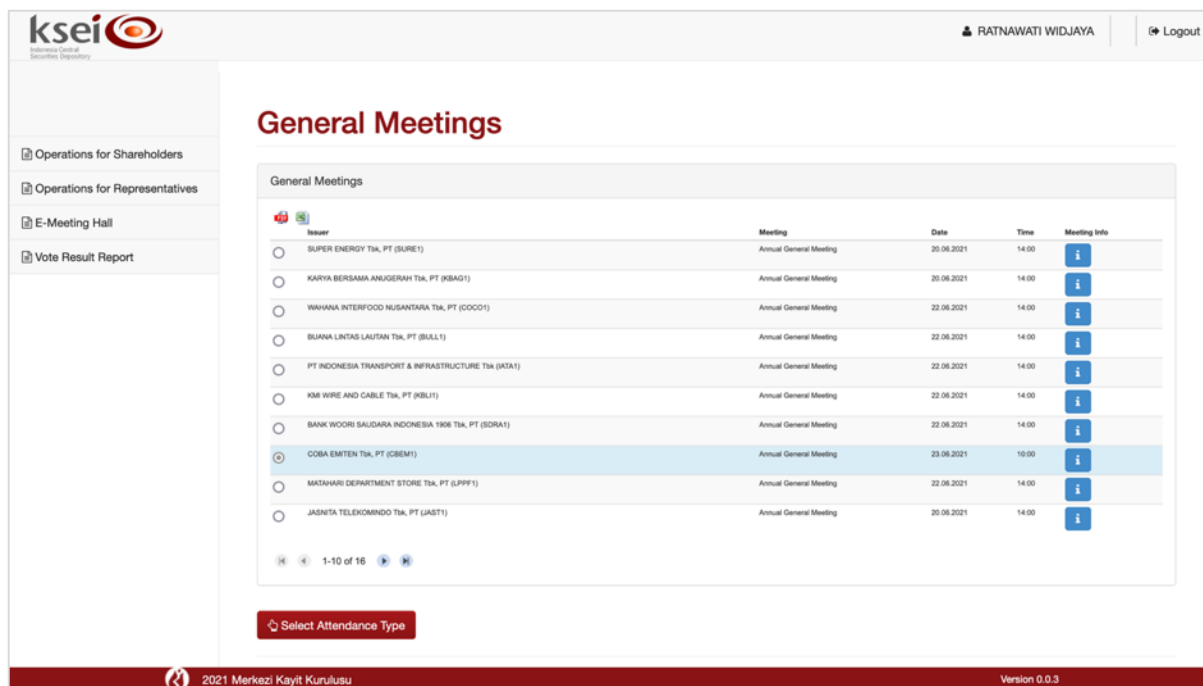 ksei
Indonesia Central
Securities Depository
RATNAWATI WIDJAYA
Logout
Operations for Shareholders
Operations for Representatives
E-Meeting Hall
Vote Result Report
General Meetings
General Meetings
Issuer Meeting Date Time Meeting Info
SUPER ENERGY Tbk, PT (SURE1) Annual General Meeting 20.06.2021 14:00 i
KARYA BERSAMA ANUGERAH Tbk, PT (KBAG1) Annual General Meeting 20.06.2021 14:00 i
WAHANA INTERFOOD NUSANTARA Tbk, PT (COCO1) Annual General Meeting 22.06.2021 14:00 i
BUANA LINTAS LAUTAN Tbk, PT (BULL1) Annual General Meeting 22.06.2021 14:00 i
PT INDONESIA TRANSPORT & INFRASTRUCTURE Tbk (IATA1) Annual General Meeting 22.06.2021 14:00 i
KMI WIRE AND CABLE Tbk, PT (KBLI1) Annual General Meeting 22.06.2021 14:00 i
BANK WOORI SAUDARA INDONESIA 1906 Tbk, PT (SDRA1) Annual General Meeting 22.06.2021 14:00 i
COBA EMITEN Tbk, PT (CBEM1) Annual General Meeting 23.06.2021 10:00 i
MATAHARI DEPARTMENT STORE Tbk, PT (LPPF1) Annual General Meeting 22.06.2021 14:00 i
JASNITA TELEKOMINDO Tbk, PT (JAST1) Annual General Meeting 20.06.2021 14:00 i
1-10 of 16
Select Attendance Type
2021 Merkezi Kayit Kurulusu
Version 0.0.3